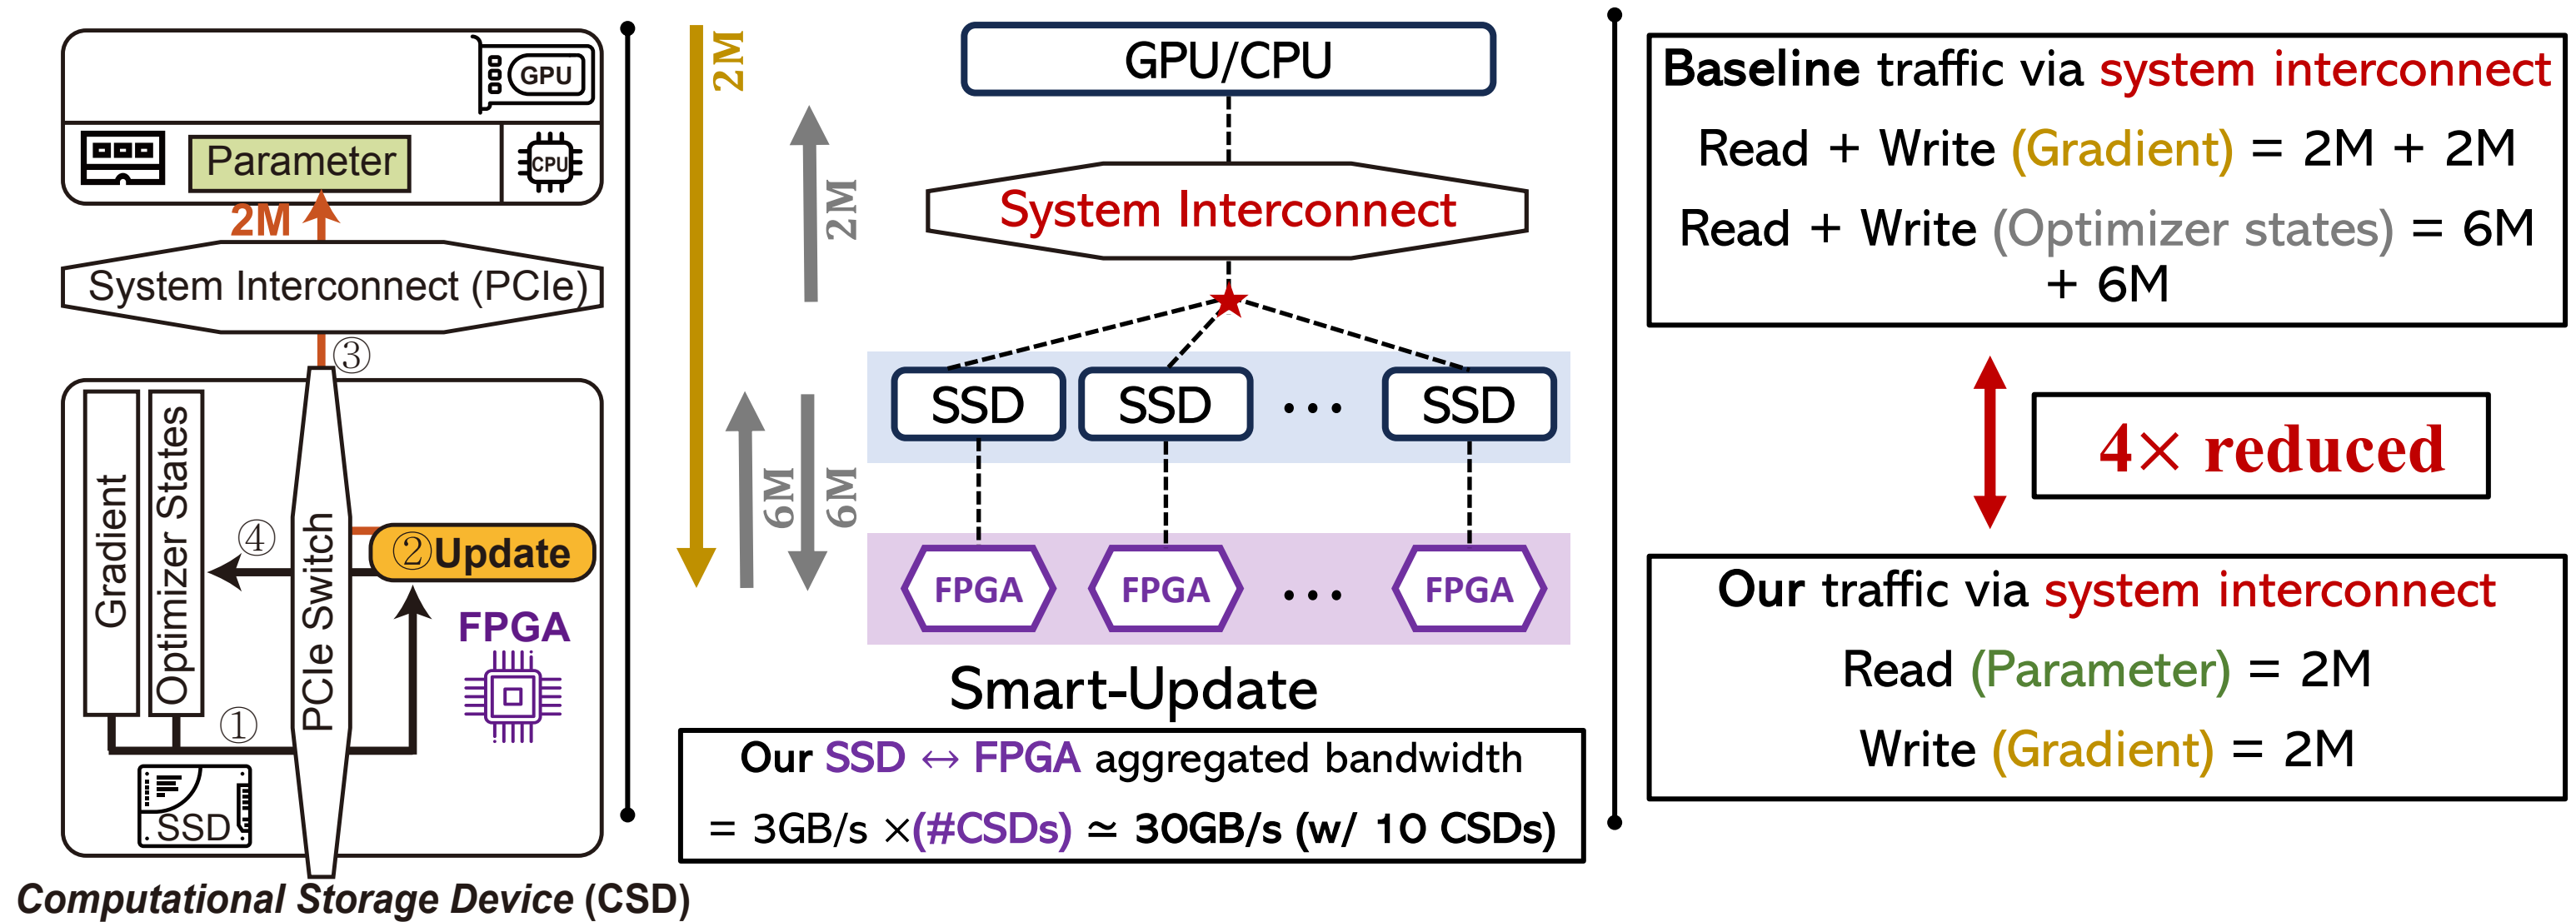 GPU
Parameter
CPU
2M
System Interconnect (PCIe)
③
Gradient
Optimizer States
PCIe Switch
④
②Update
FPGA
①
SSD
Computational Storage Device (CSD)
2M
2M
6M
6M
GPU/CPU
System Interconnect
SSD
SSD
...
SSD
FPGA
FPGA
...
FPGA
Smart-Update
Our SSD ↔ FPGA aggregated bandwidth
= 3GB/s ×(#CSDs) ≃ 30GB/s (w/ 10 CSDs)
Baseline traffic via system interconnect
Read + Write (Gradient) = 2M + 2M
Read + Write (Optimizer states) = 6M
+ 6M
4× reduced
Our traffic via system interconnect
Read (Parameter) = 2M
Write (Gradient) = 2M